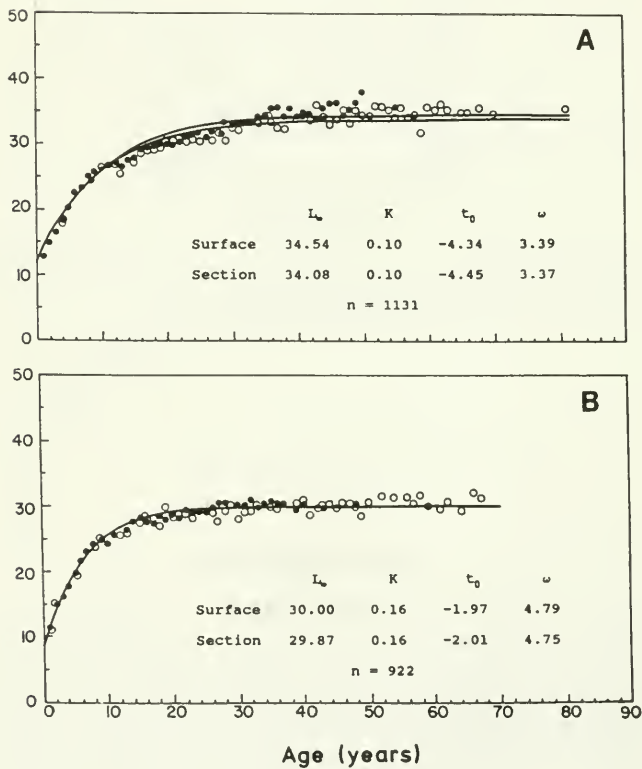 50
A
40
30
L∞ K t0 ω
20
Surface 34.54 0.10 -4.34 3.39
Section 34.08 0.10 -4.45 3.37
10
n = 1131
0
50
B
40
30
L∞ K t0 ω
20
Surface 30.00 0.16 -1.97 4.79
Section 29.87 0.16 -2.01 4.75
10
n = 922
0
0 10 20 30 40 50 60 70 80 90
Age (years)